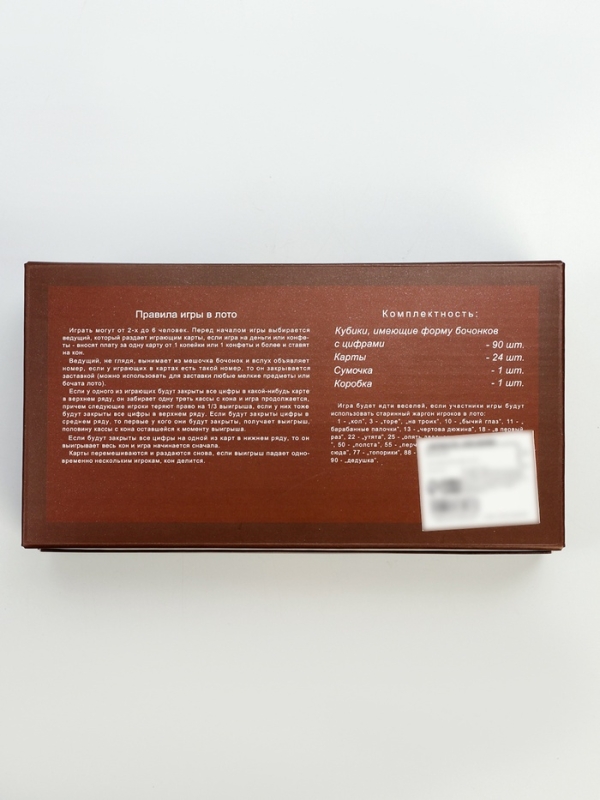 Правила игры в лото
Играть могут от 2-х до 6 человек. Перед началом игры выбирается
ведущий, который раздает играющим карты, если игра на деньги или конфе-
ты - вносят плату за одну карту от 1 копейки или 1 конфеты и более и ставят
на кон.
Ведущий, не глядя, вынимает из мешочка бочонок и вслух объявляет
номер, если у играющих в картах есть такой номер, то он закрывается
заставкой (можно использовать для заставки любые мелкие предметы или
бочата лото).
Если у одного из играющих будут закрыты все цифры в какой-нибудь карте
в верхнем ряду, он забирает одну треть кассы с кона и игра продолжается,
причем следующие игроки теряют право на 1/3 выигрыша, если у них тоже
будут закрыты все цифры в верхнем ряду. Если будут закрыты цифры в
среднем ряду, то первые у кого они будут закрыты, получает выигрыш,
половину кассы с кона оставшейся к моменту выигрыша.
Если будут закрыты все цифры на одной из карт в нижнем ряду, то он
выигрывает весь кон и игра начинается сначала.
Карты перемешиваются и раздаются снова, если выигрыш падает одно-
временно нескольким игрокам, кон делится.
Комплектность:
Кубики, имеющие форму бочонков
с цифрами - 90 шт.
Карты - 24 шт.
Сумочка - 1 шт.
Коробка - 1 шт.
Игра будет идти веселей, если участники игры будут
использовать старинный жаргон игроков в лото:
1 - „кол", 3 - „торе", „на троих", 10 - „бычий глаз", 11 - „
барабанные палочки", 13 - „чертова дюжина", 18 - „в первый
раз", 22 - „утята", 25 - „опять
", 50 - „полста", 55 -
сюда", 77 - „топорики", 88 -
90 - „дедушка".